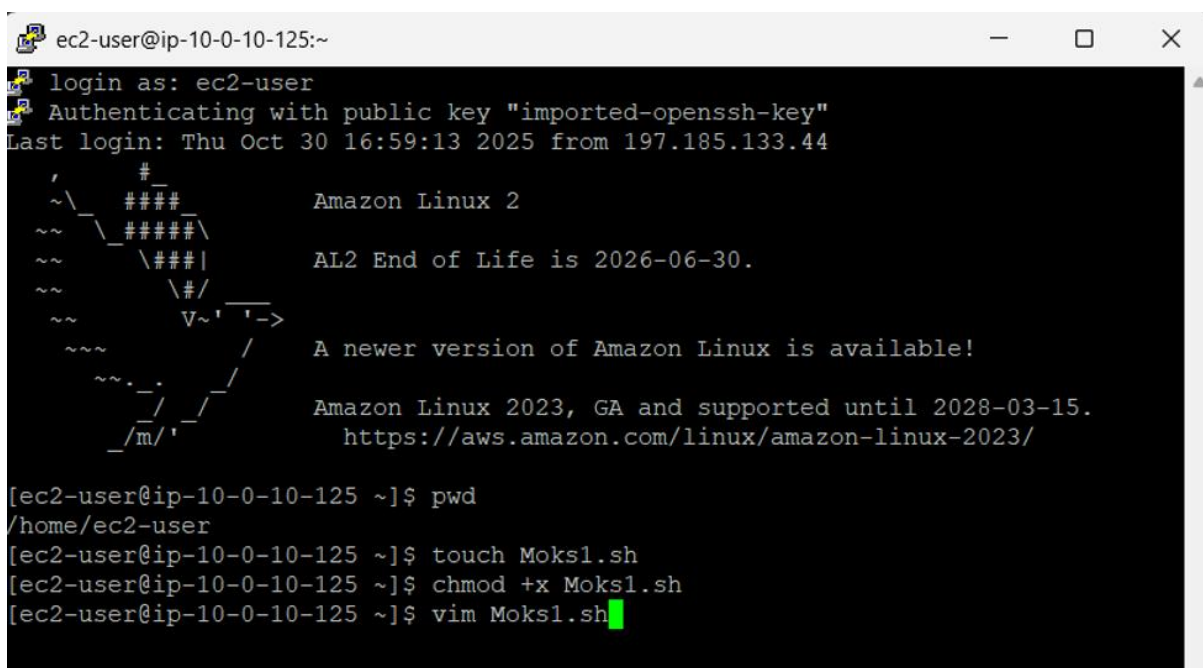 ec2-user@ip-10-0-10-125:~
login as: ec2-user
Authenticating with public key "imported-openssh-key"
Last login: Thu Oct 30 16:59:13 2025 from 197.185.133.44
   ,     #_
   ~\_  ####_        Amazon Linux 2
  ~~  \_#####\
  ~~     \###|       AL2 End of Life is 2026-06-30.
  ~~       \#/ ___
   ~~       V~' '->
    ~~~         /    A newer version of Amazon Linux is available!
      ~~._.   _/
         _/ _/       Amazon Linux 2023, GA and supported until 2028-03-15.
       _/m/'           https://aws.amazon.com/linux/amazon-linux-2023/
[ec2-user@ip-10-0-10-125 ~]$ pwd
/home/ec2-user
[ec2-user@ip-10-0-10-125 ~]$ touch Moks1.sh
[ec2-user@ip-10-0-10-125 ~]$ chmod +x Moks1.sh
[ec2-user@ip-10-0-10-125 ~]$ vim Moks1.sh